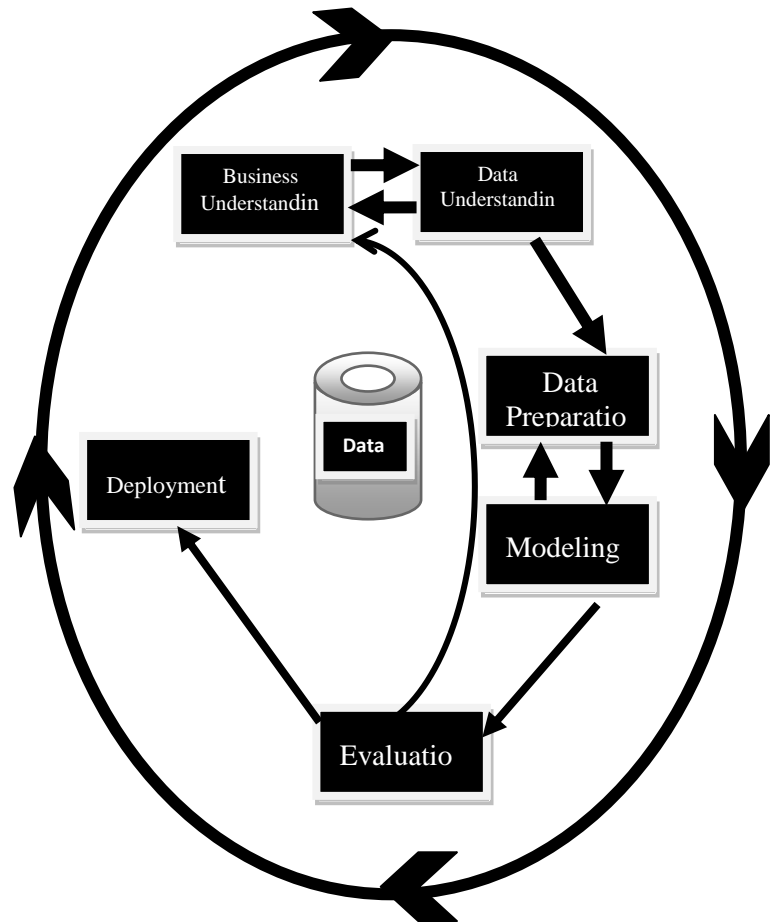 Business
Understandin
Data
Understandin
Data
Preparatio
Data
Deployment
Modeling
Evaluatio